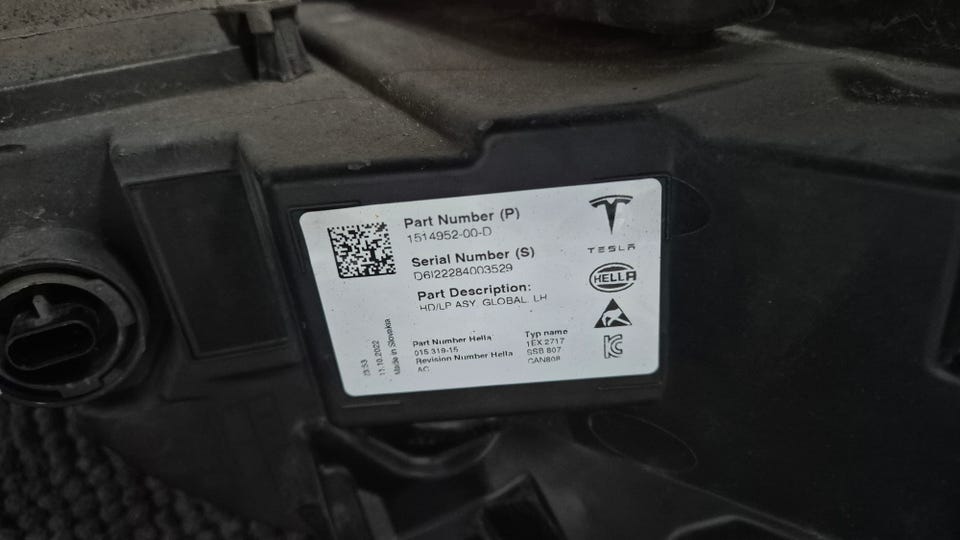 Part Number (P)
1514952-00-D
Serial Number (S)
D6I22284003529
Part Description:
HD/LP ASY, GLOBAL, LH
TESLA
HELLA
Part Number Hella
015.319-15
Revision Number Hella
AC
Typ name
1EX 2717
SSB 807
CAN808
11.10.2022
Made in Slovakia